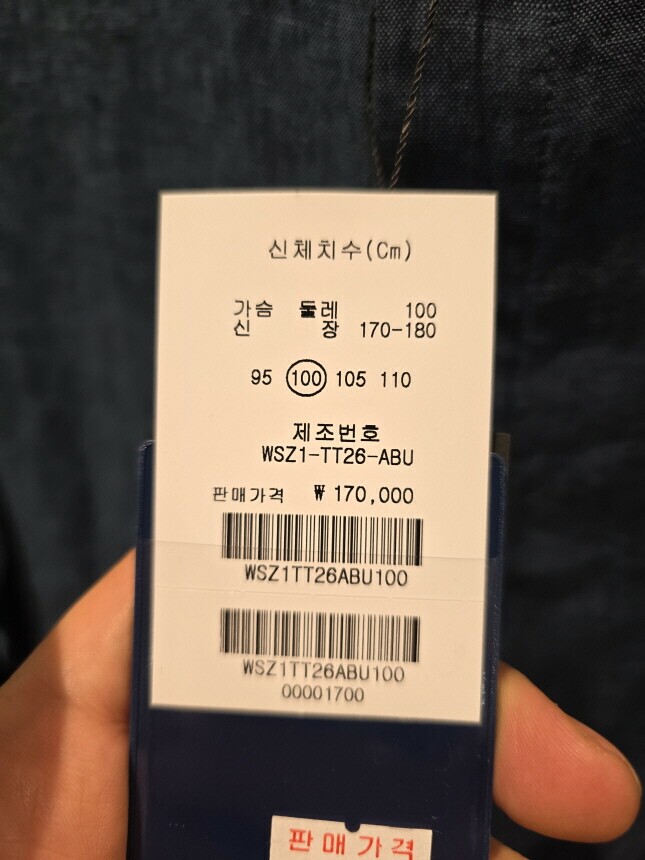 신체치수(Cm)
가슴 둘레 100
신 장 170-180
95 100 105 110
제조번호
WSZ1-TT26-ABU
판매가격 ₩ 170,000
WSZ1TT26ABU100
WSZ1TT26ABU100
00001700
판매가격